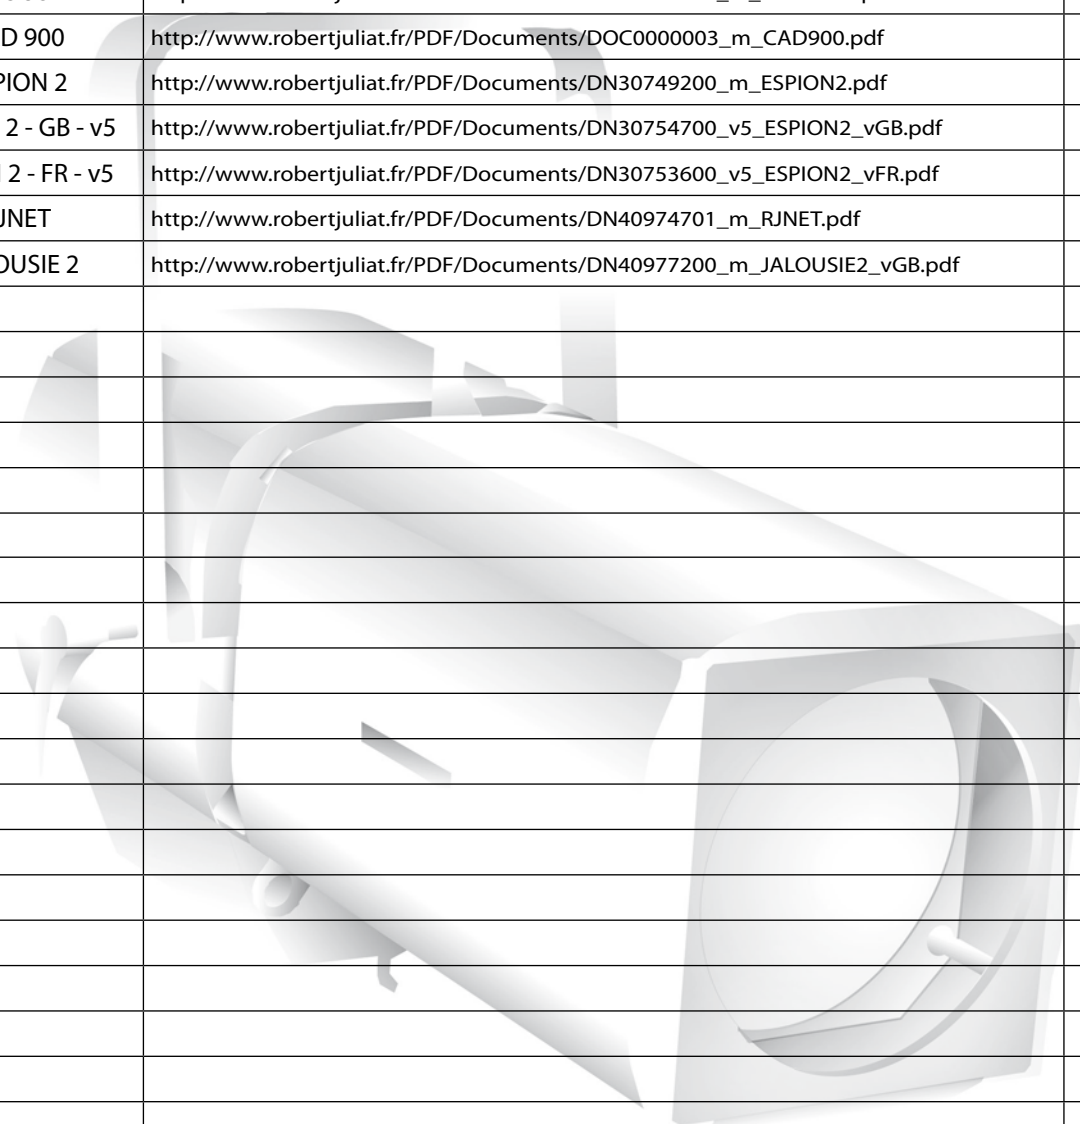 D 900 http://www.robertjuliat.fr/PDF/Documents/DOC0000003_m_CAD900.pdf
PION 2 http://www.robertjuliat.fr/PDF/Documents/DN30749200_m_ESPION2.pdf
2 - GB - v5 http://www.robertjuliat.fr/PDF/Documents/DN30754700_v5_ESPION2_vGB.pdf
2 - FR - v5 http://www.robertjuliat.fr/PDF/Documents/DN30753600_v5_ESPION2_vFR.pdf
JNET http://www.robertjuliat.fr/PDF/Documents/DN40974701_m_RJNET.pdf
OUSIE 2 http://www.robertjuliat.fr/PDF/Documents/DN40977200_m_JALOUSIE2_vGB.pdf